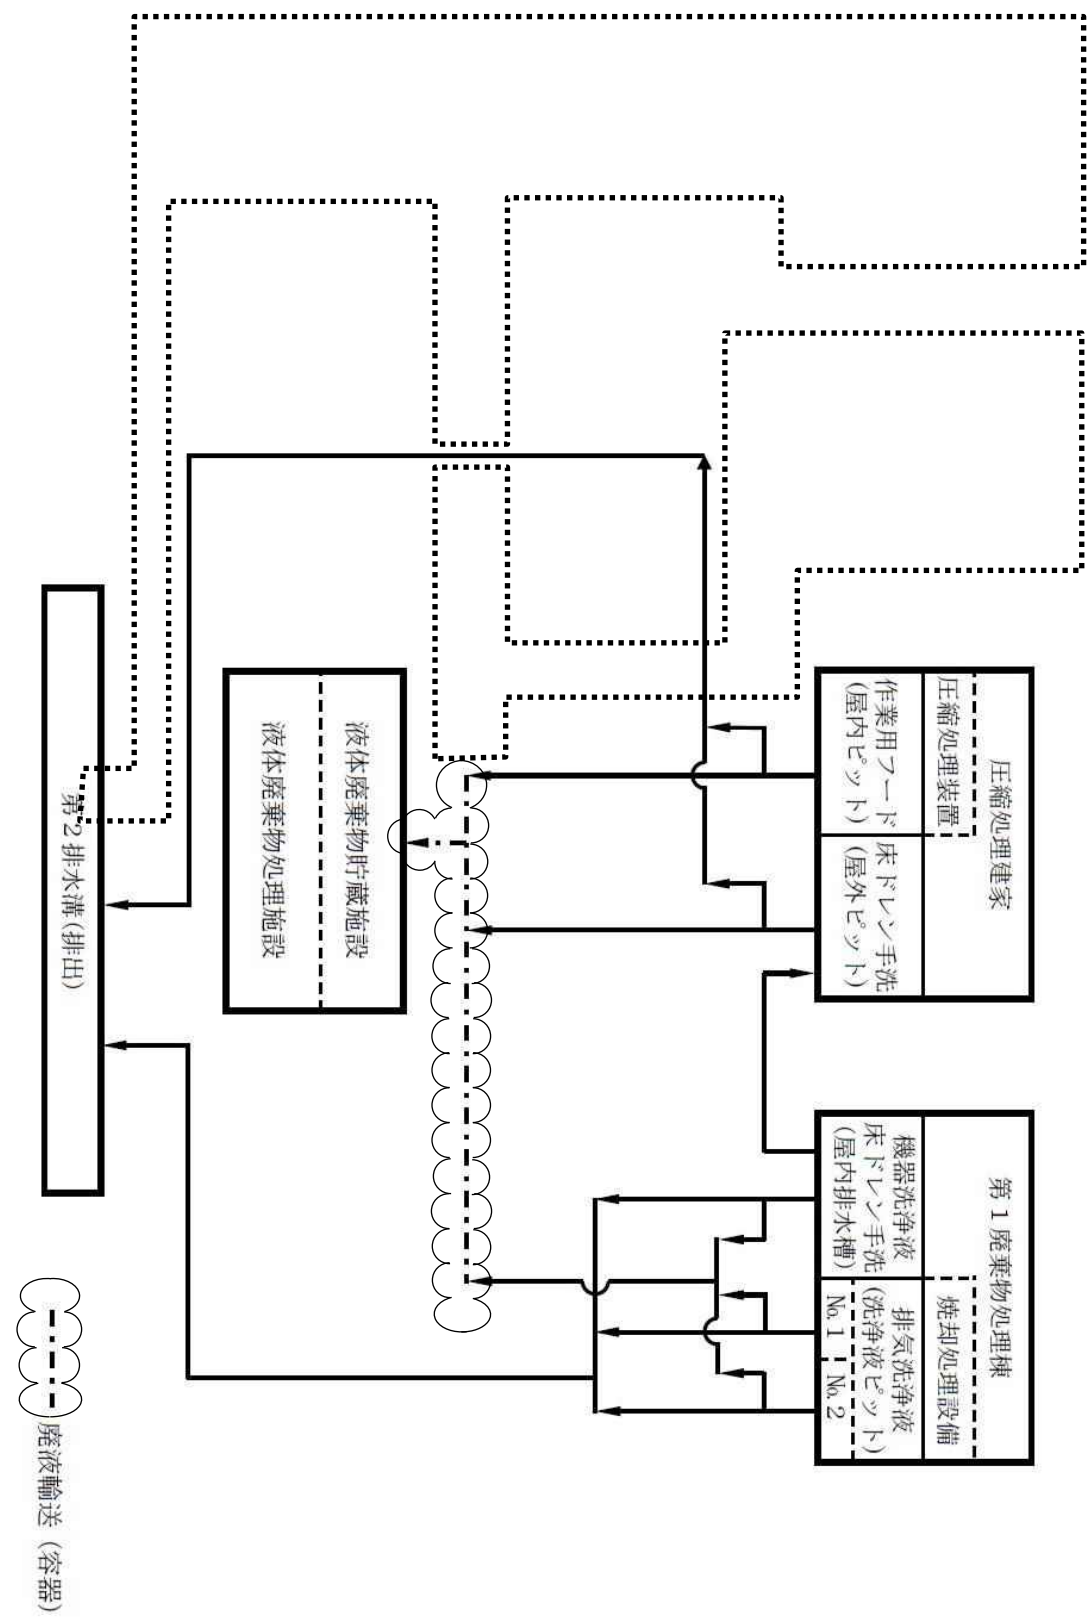 圧縮処理建家
圧縮処理装置
作業用フード
(屋内ピット)
床ドレン手洗
(屋外ピット)
第1廃棄物処理棟
焼却処理設備
機器洗浄液
床ドレン手洗
(屋内排水槽)
排気洗浄液
(洗浄液ピット)
No.1
No.2
液体廃棄物貯蔵施設
液体廃棄物処理施設
第2排水溝(排出)
廃液輸送(容器)